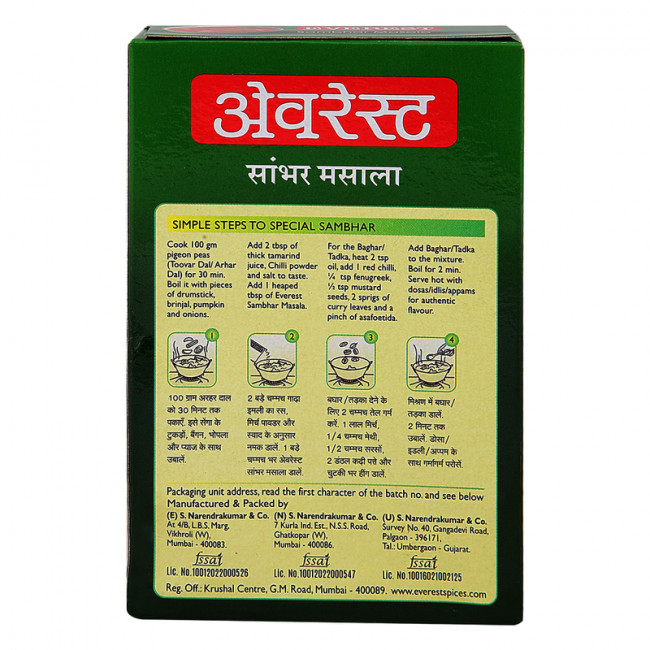 EVEREST
अेवरेस्ट
सांभर मसाला
SIMPLE STEPS TO SPECIAL SAMBHAR
Cook 100 gm
pigeon peas
(Toovar Dal/ Arhar
Dal) for 30 min.
Boil it with pieces
of drumstick,
brinjal, pumpkin
and onions.
Add 2 tbsp of
thick tamarind
juice, Chilli powder
and salt to taste.
Add 1 heaped
tbsp of Everest
Sambhar Masala.
For the Baghar/
Tadka, heat 2 tsp
oil, add 1 red chilli,
¼ tsp fenugreek,
½ tsp mustard
seeds, 2 sprigs of
curry leaves and a
pinch of asafoetida.
Add Baghar/Tadka
to the mixture.
Boil for 2 min.
Serve hot with
dosas/idlis/appams
for authentic
flavour.
1
2
3
4
100 ग्राम अरहर दाल
को 30 मिनट तक
पकाएँ. इसे सेंगा के
टुकड़ों, बैंगन, भोपला
और प्याज के साथ
उबालें.
2 बड़े चम्मच गाढ़ा
इमली का रस,
मिर्च पावडर और
स्वाद के अनुसार
नमक डालें. 1 बड़े
चम्मच भर अेवरेस्ट
सांभर मसाला डालें.
बघार /तड़का देने के
लिए 2 चम्मच तेल गर्म
करें. 1 लाल मिर्च,
1/4 चम्मच मेथी,
1/2 चम्मच सरसों,
2 डंठल कढ़ी पत्ते और
चुटकी भर हींग डालें.
मिश्रण में बघार/
तड़का डालें.
2 मिनट तक
उबालें. डोसा/
इडली/अप्पम के
साथ गर्मागर्म परोसें.
Packaging unit address, read the first character of the batch no. and see below
Manufactured & Packed by
(E) S. Narendrakumar & Co.
At 4/B, L.B.S. Marg,
Vikhroli (W),
Mumbai - 400083.
fssai
Lic. No.10012022000526
(N) S. Narendrakumar & Co.
7 Kurla Ind. Est., N.S.S. Road,
Ghatkopar (W),
Mumbai - 400086.
fssai
Lic. No.10012022000547
(U) S. Narendrakumar & Co.
Survey No. 40, Gangadevi Road,
Palgaon - 396171,
Tal.: Umbergaon - Gujarat.
fssai
Lic. No.10016021002125
Reg. Off.: Krushal Centre, G.M. Road, Mumbai - 400089. www.everestspices.com